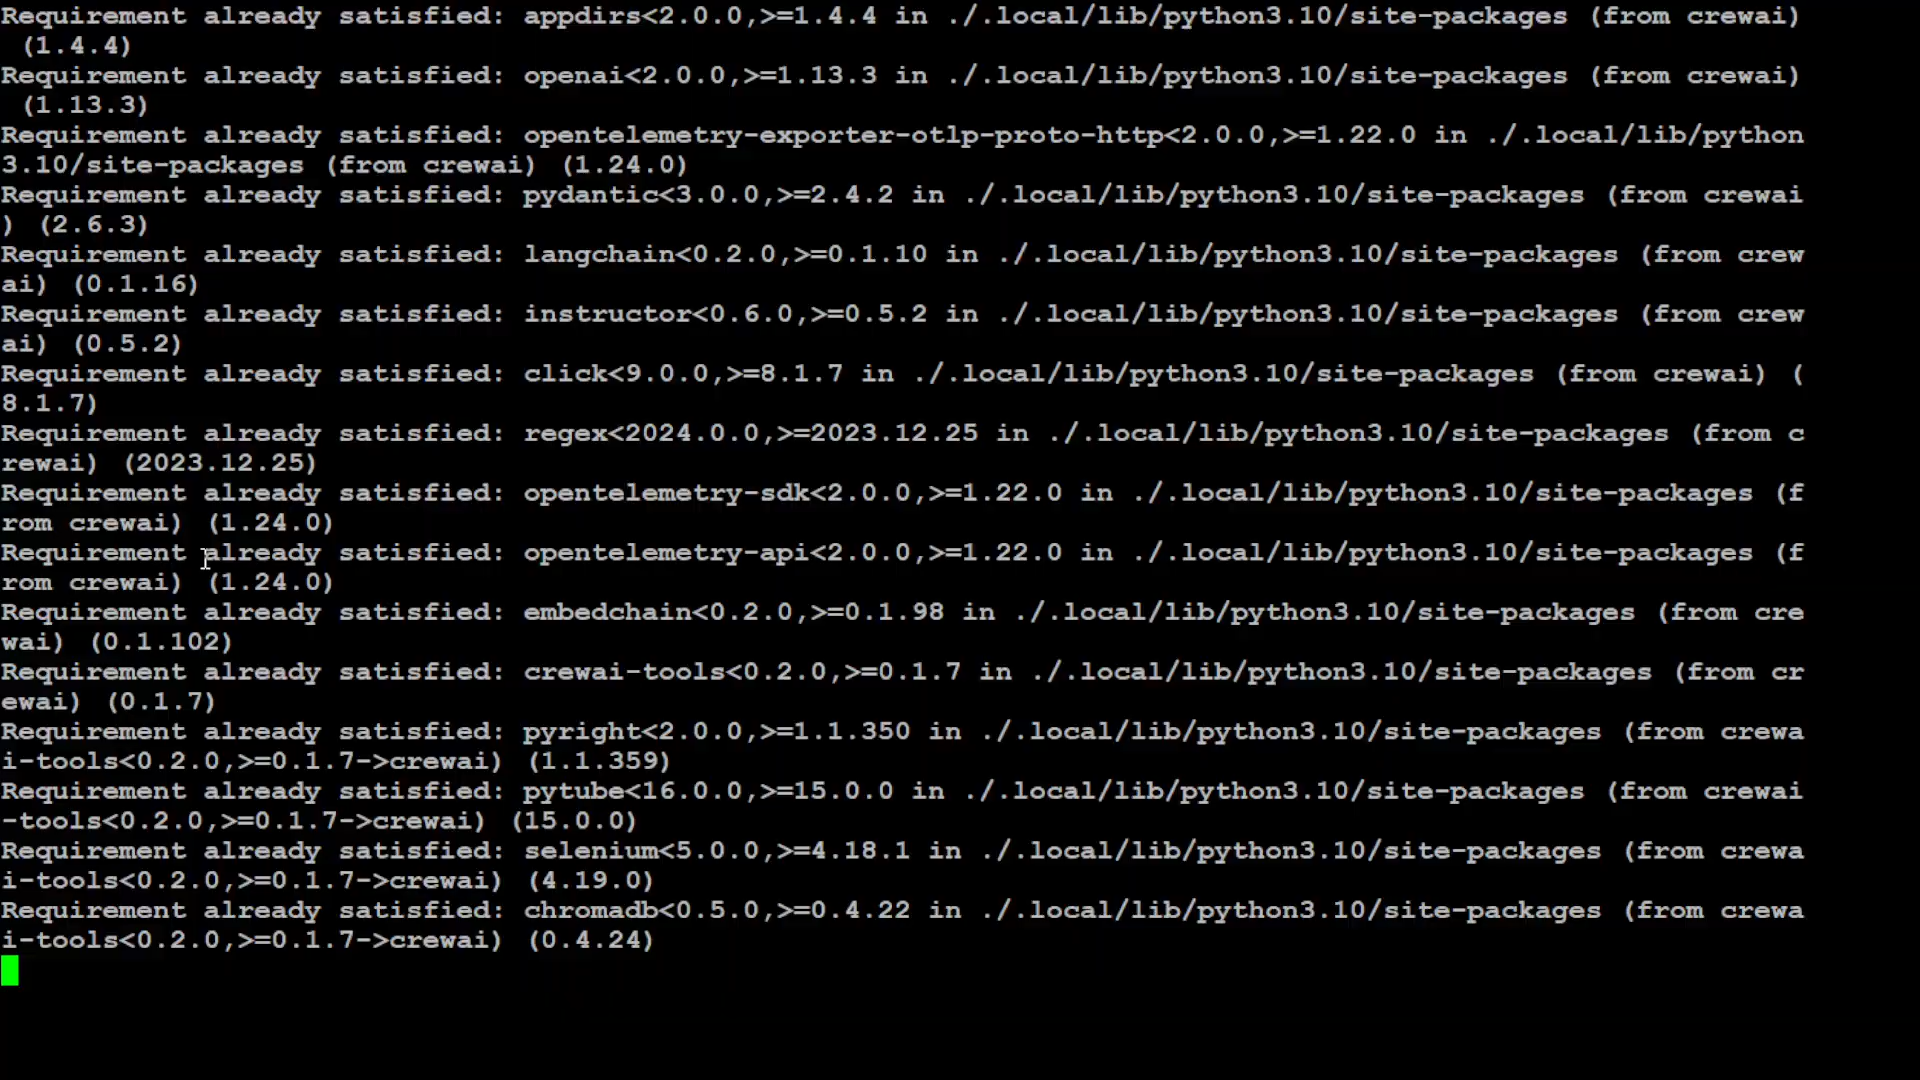 Requirement already satisfied: appdirs<2.0.0,>=1.4.4 in ./.local/lib/python3.10/site-packages (from crewai)
 (1.4.4)
Requirement already satisfied: openai<2.0.0,>=1.13.3 in ./.local/lib/python3.10/site-packages (from crewai)
 (1.13.3)
Requirement already satisfied: opentelemetry-exporter-otlp-proto-http<2.0.0,>=1.22.0 in ./.local/lib/python
3.10/site-packages (from crewai) (1.24.0)
Requirement already satisfied: pydantic<3.0.0,>=2.4.2 in ./.local/lib/python3.10/site-packages (from crewai
) (2.6.3)
Requirement already satisfied: langchain<0.2.0,>=0.1.10 in ./.local/lib/python3.10/site-packages (from crew
ai) (0.1.16)
Requirement already satisfied: instructor<0.6.0,>=0.5.2 in ./.local/lib/python3.10/site-packages (from crew
ai) (0.5.2)
Requirement already satisfied: click<9.0.0,>=8.1.7 in ./.local/lib/python3.10/site-packages (from crewai) (
8.1.7)
Requirement already satisfied: regex<2024.0.0,>=2023.12.25 in ./.local/lib/python3.10/site-packages (from c
rewai) (2023.12.25)
Requirement already satisfied: opentelemetry-sdk<2.0.0,>=1.22.0 in ./.local/lib/python3.10/site-packages (f
rom crewai) (1.24.0)
Requirement already satisfied: opentelemetry-api<2.0.0,>=1.22.0 in ./.local/lib/python3.10/site-packages (f
rom crewai) (1.24.0)
Requirement already satisfied: embedchain<0.2.0,>=0.1.98 in ./.local/lib/python3.10/site-packages (from cre
wai) (0.1.102)
Requirement already satisfied: crewai-tools<0.2.0,>=0.1.7 in ./.local/lib/python3.10/site-packages (from cr
ewai) (0.1.7)
Requirement already satisfied: pyright<2.0.0,>=1.1.350 in ./.local/lib/python3.10/site-packages (from crewa
i-tools<0.2.0,>=0.1.7->crewai) (1.1.359)
Requirement already satisfied: pytube<16.0.0,>=15.0.0 in ./.local/lib/python3.10/site-packages (from crewai
-tools<0.2.0,>=0.1.7->crewai) (15.0.0)
Requirement already satisfied: selenium<5.0.0,>=4.18.1 in ./.local/lib/python3.10/site-packages (from crewa
i-tools<0.2.0,>=0.1.7->crewai) (4.19.0)
Requirement already satisfied: chromadb<0.5.0,>=0.4.22 in ./.local/lib/python3.10/site-packages (from crewa
i-tools<0.2.0,>=0.1.7->crewai) (0.4.24)